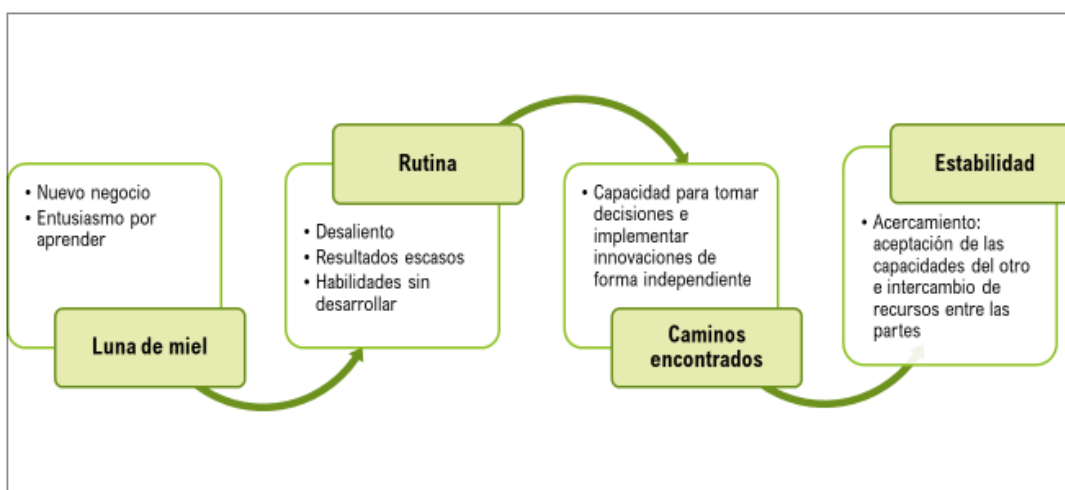 • Nuevo negocio
• Entusiasmo por
aprender
Luna de miel
Rutina
• Desaliento
• Resultados escasos
• Habilidades sin
desarrollar
• Capacidad para tomar
decisiones e
implementar
innovaciones de
forma independiente
Caminos
encontrados
Estabilidad
• Acercamiento:
aceptación de las
capacidades del otro
e intercambio de
recursos entre las
partes